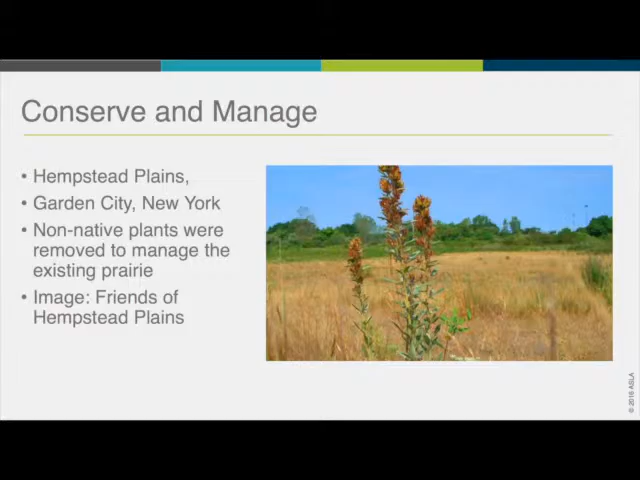 Conserve and Manage
• Hempstead Plains,
• Garden City, New York
• Non-native plants were
removed to manage the
existing prairie
• Image: Friends of
Hempstead Plains
© 2016 ASLA